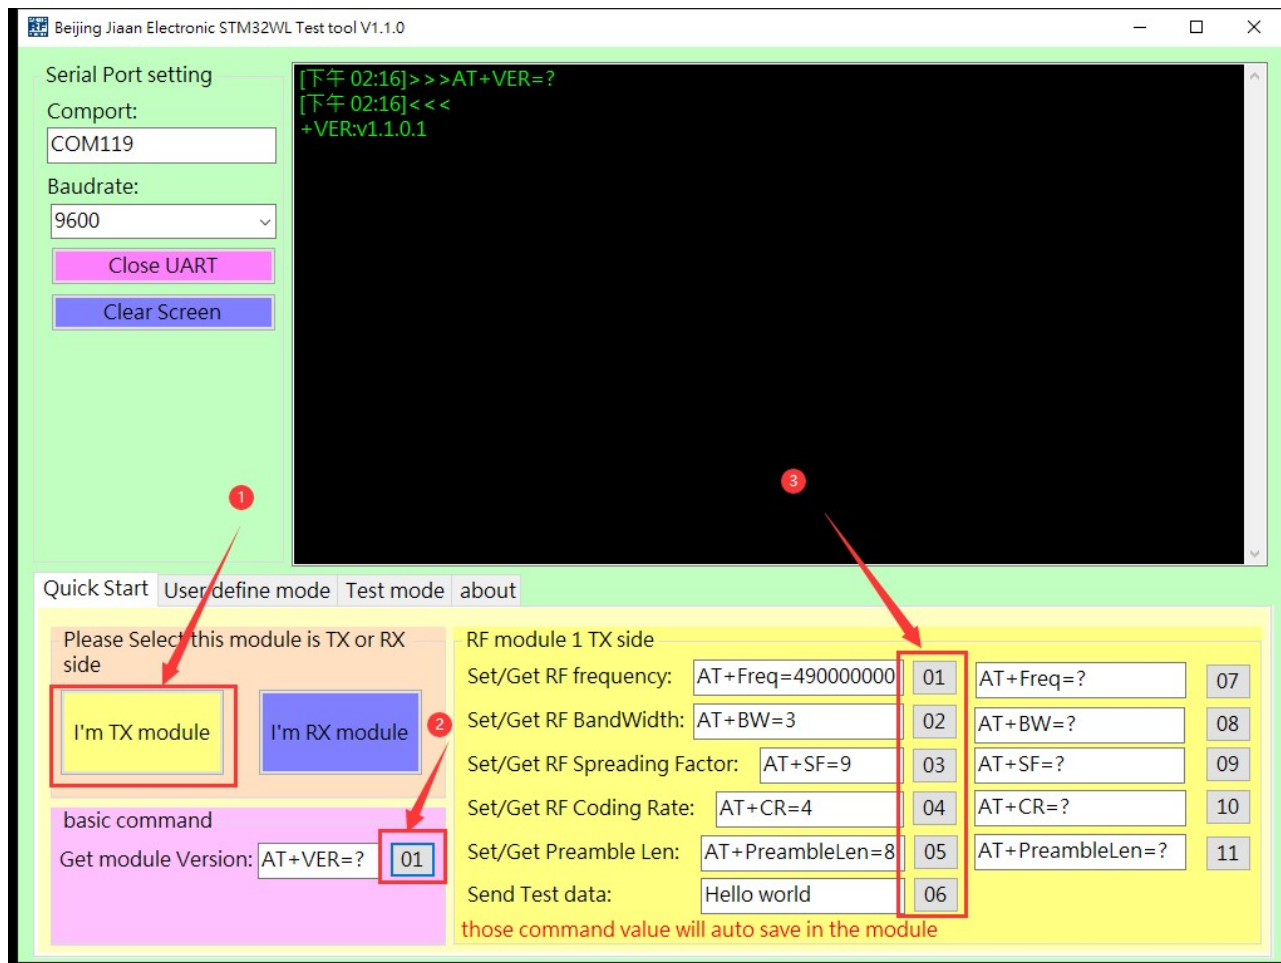 Beijing Jiaan Electronic STM32WL Test tool V1.1.0
Serial Port setting
Comport:
COM119
Baudrate:
9600
Close UART
Clear Screen
[下午 02:16]>>>AT+VER=?
[下午 02:16]<<<
+VER:v1.1.0.1
1
3
Quick Start User define mode Test mode about
Please Select this module is TX or RX
side
I'm TX module I'm RX module
2
basic command
Get module Version: AT+VER=? 01
RF module 1 TX side
Set/Get RF frequency: AT+Freq=490000000 01 AT+Freq=? 07
Set/Get RF BandWidth: AT+BW=3 02 AT+BW=? 08
Set/Get RF Spreading Factor: AT+SF=9 03 AT+SF=? 09
Set/Get RF Coding Rate: AT+CR=4 04 AT+CR=? 10
Set/Get Preamble Len: AT+PreambleLen=8 05 AT+PreambleLen=? 11
Send Test data: Hello world 06
those command value will auto save in the module